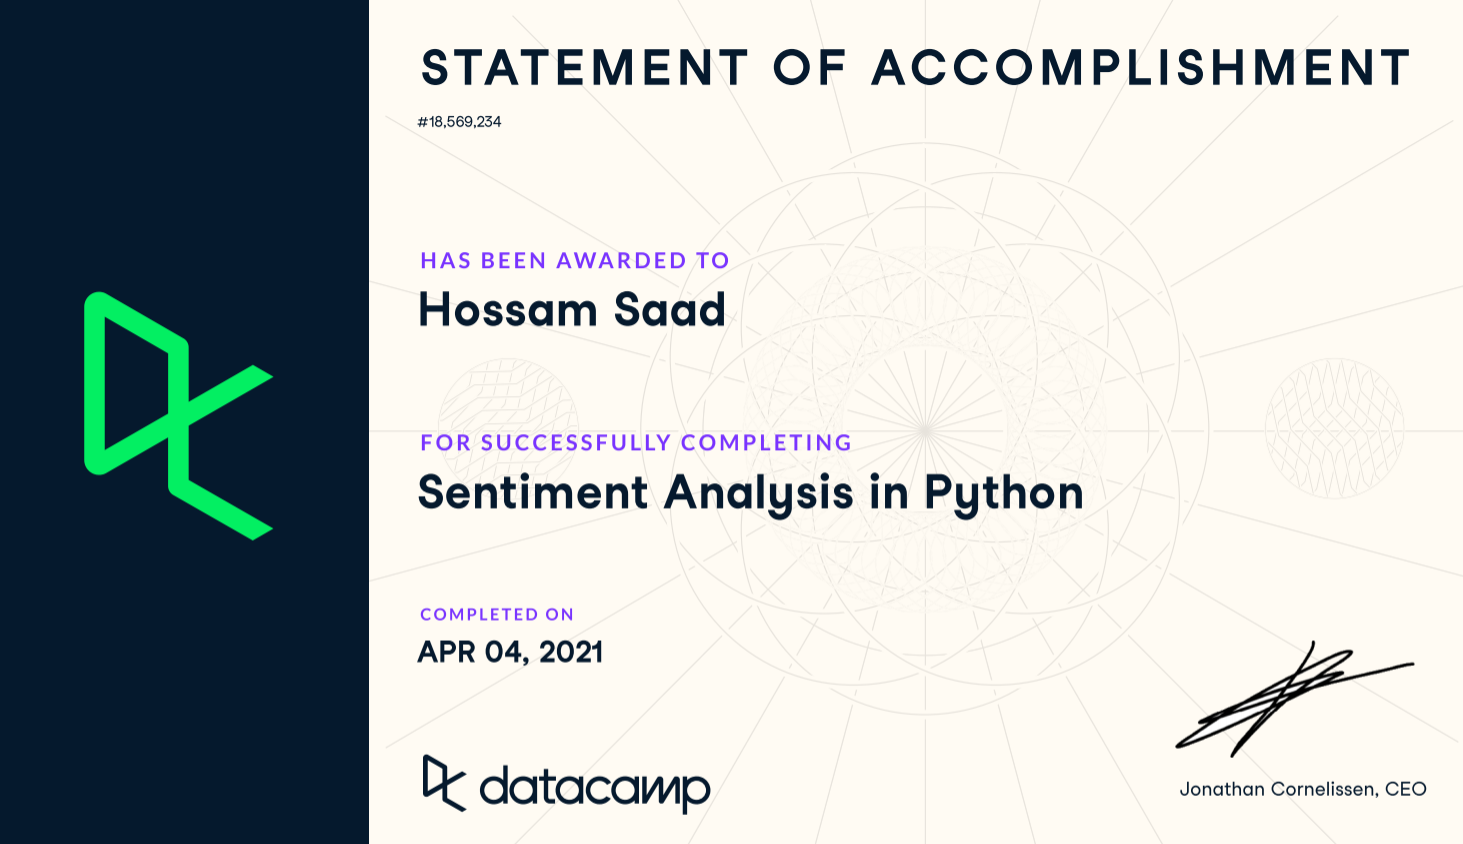 STATEMENT OF ACCOMPLISHMENT
#18,569,234
HAS BEEN AWARDED TO
Hossam Saad
FOR SUCCESSFULLY COMPLETING
Sentiment Analysis in Python
COMPLETED ON
APR 04, 2021
datacamp
Jonathan Cornelissen, CEO